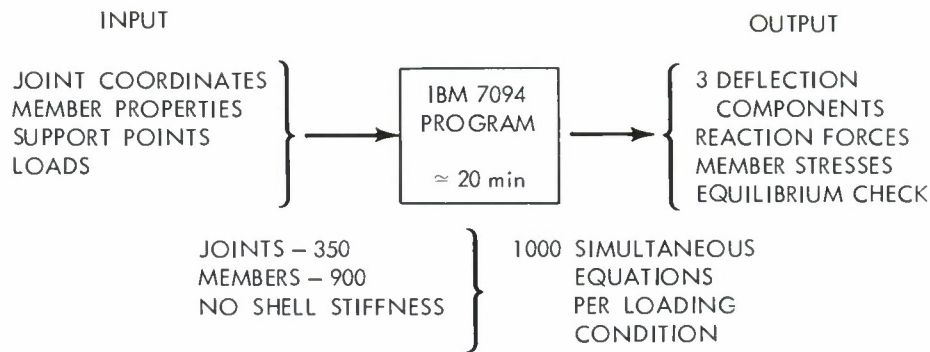 INPUT
JOINT COORDINATES
MEMBER PROPERTIES
SUPPORT POINTS
LOADS
IBM 7094
PROGRAM
≃ 20 min
OUTPUT
3 DEFLECTION
COMPONENTS
REACTION FORCES
MEMBER STRESSES
EQUILIBRIUM CHECK
JOINTS – 350
MEMBERS – 900
NO SHELL STIFFNESS
1000 SIMULTANEOUS
EQUATIONS
PER LOADING
CONDITION